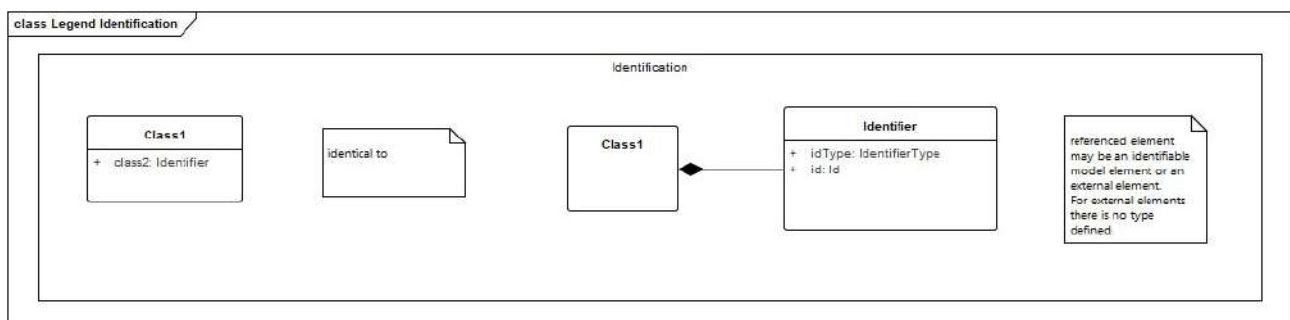 class Legend Identification
Identification
Class1
+ class2: Identifier
identical to
Class1
Identifier
+ idType: IdentifierType
+ id: Id
referenced element
may be an identifiable
model element or an
external element.
For external elements
there is no type
defined.